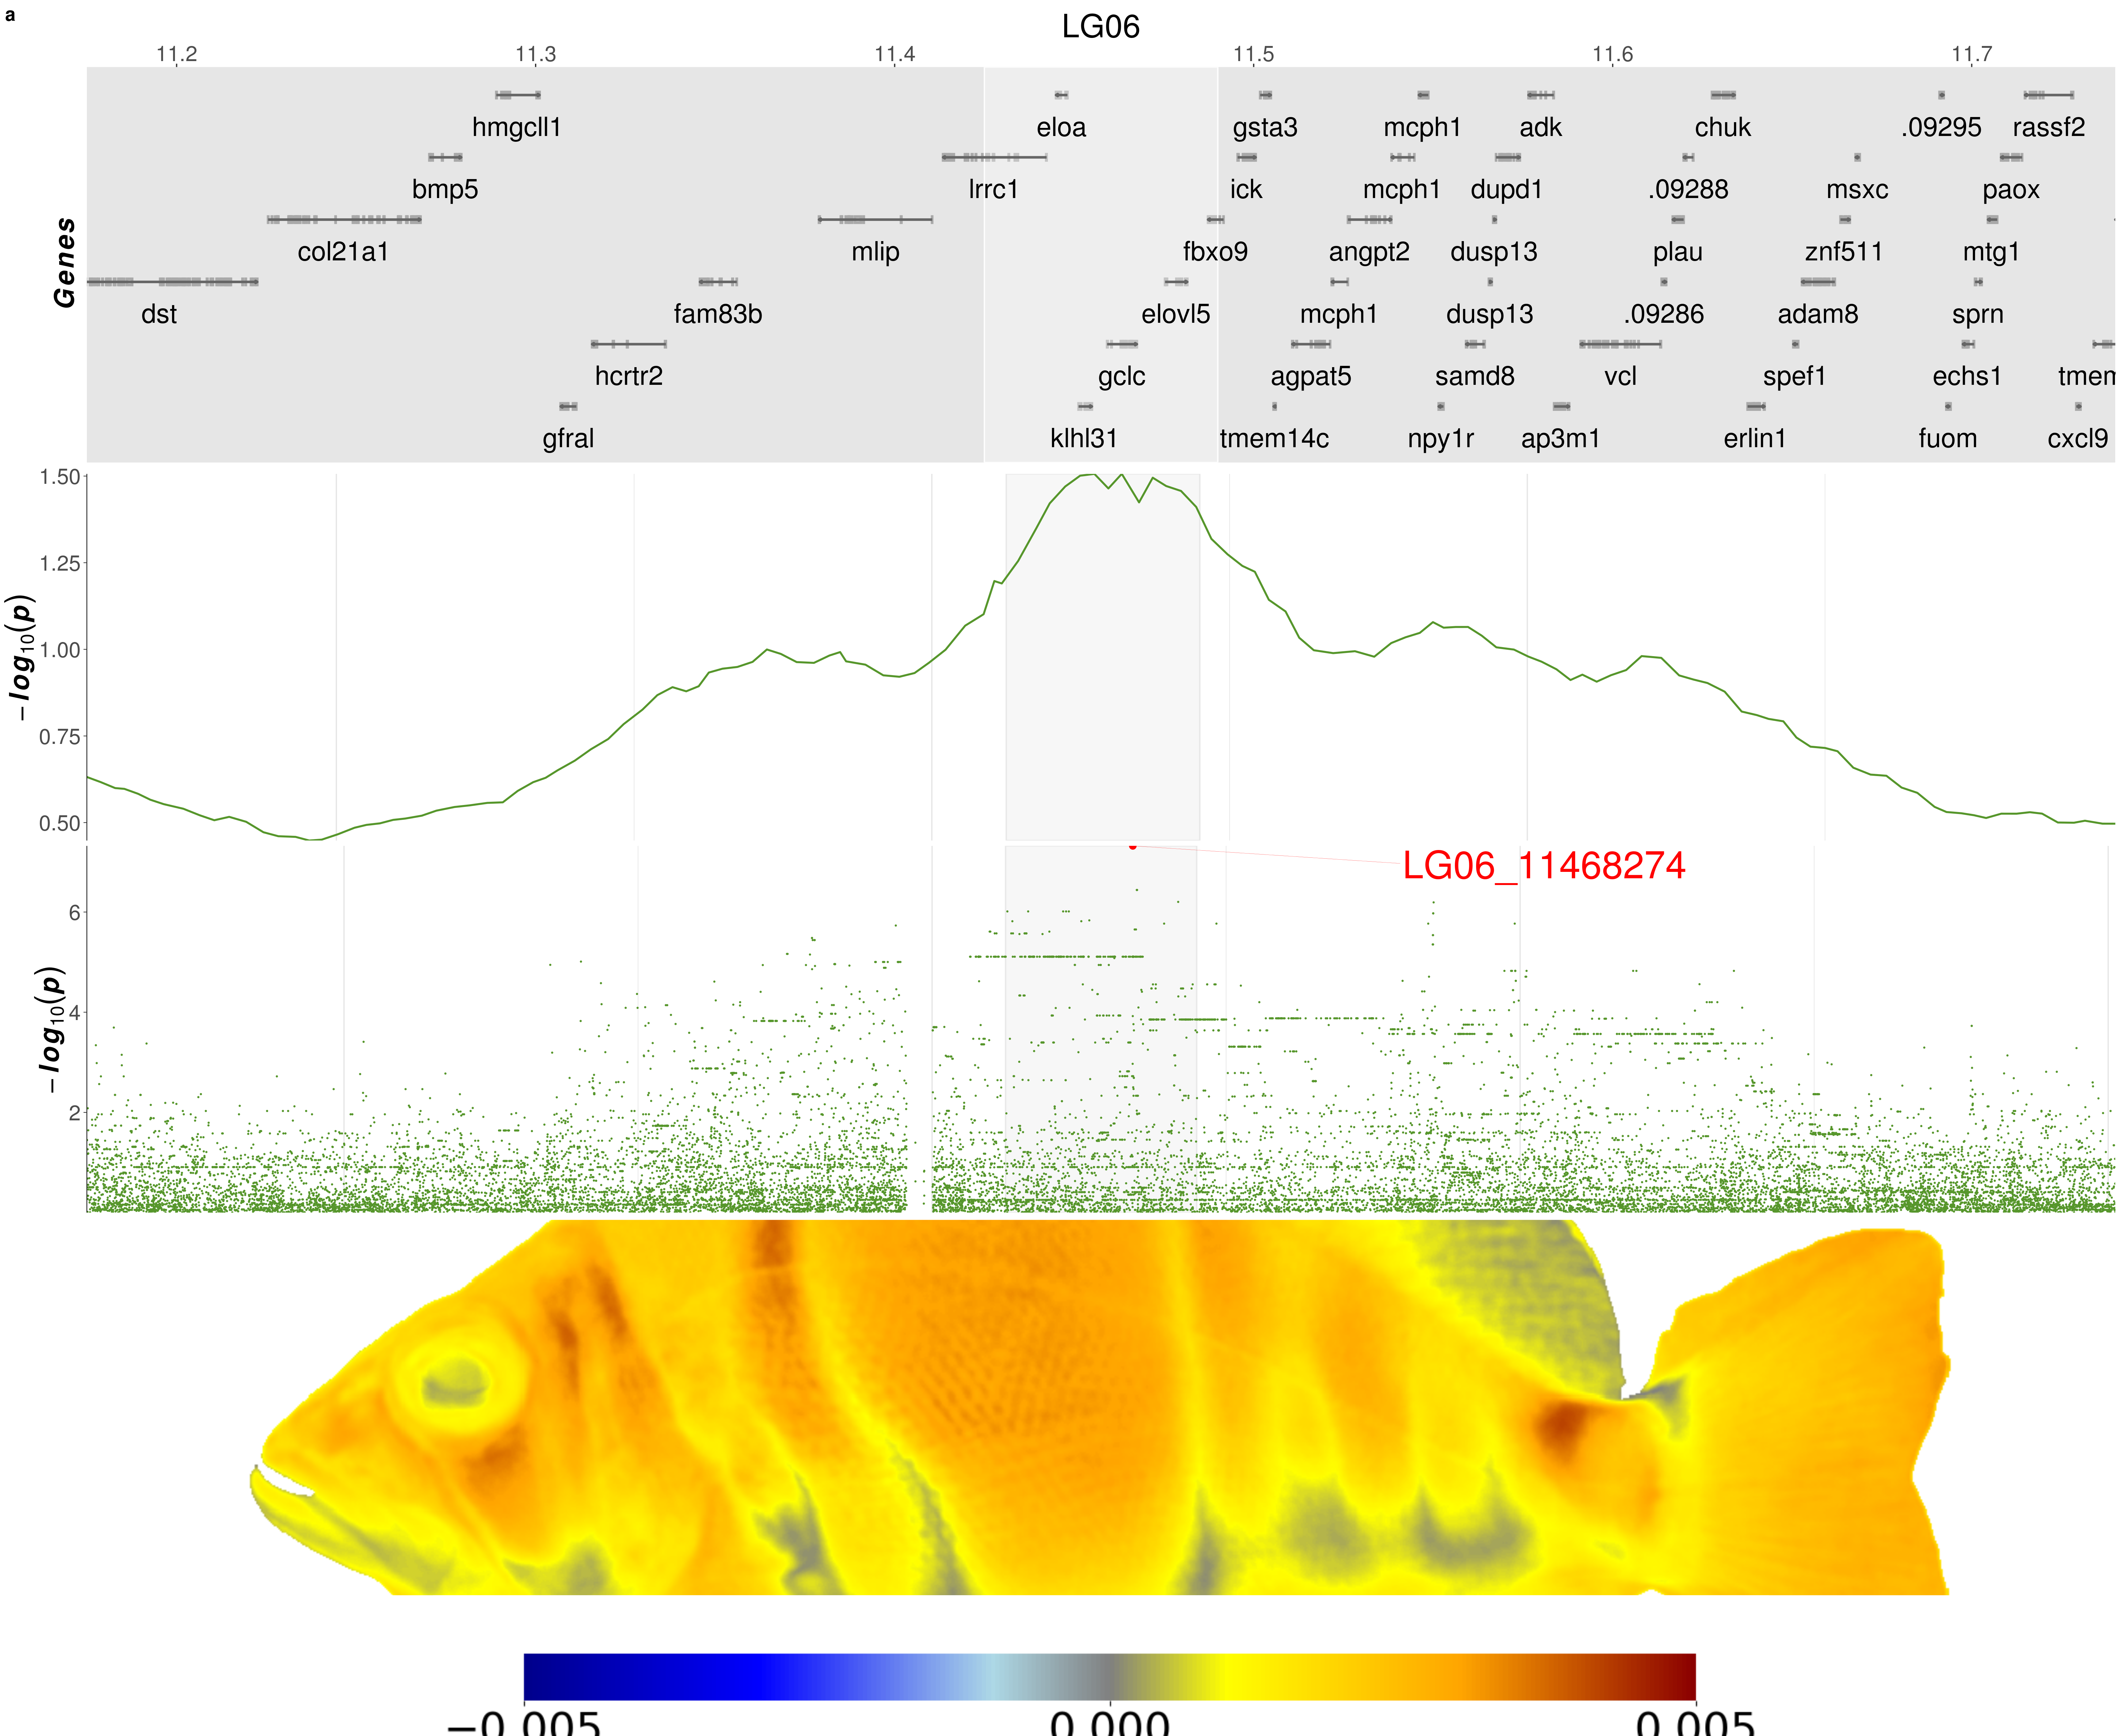 a
LG06
11.2 11.3 11.4 11.5 11.6 11.7
Genes
hmgcll1 eloa gsta3 mcph1 adk chuk .09295 rassf2
bmp5 lrrc1 ick mcph1 dupd1 .09288 msxc paox
col21a1 mlip fbxo9 angpt2 dusp13 plau znf511 mtg1
dst fam83b elovl5 mcph1 dusp13 .09286 adam8 sprn
hcrtr2 gclc agpat5 samd8 vcl spef1 echs1 tmem
gfral klhl31 tmem14c npy1r ap3m1 erlin1 fuom cxcl9
−log10(p)
1.50
1.25
1.00
0.75
0.50
LG06_11468274
−log10(p)
6
4
2
−0.005 0.000 0.005